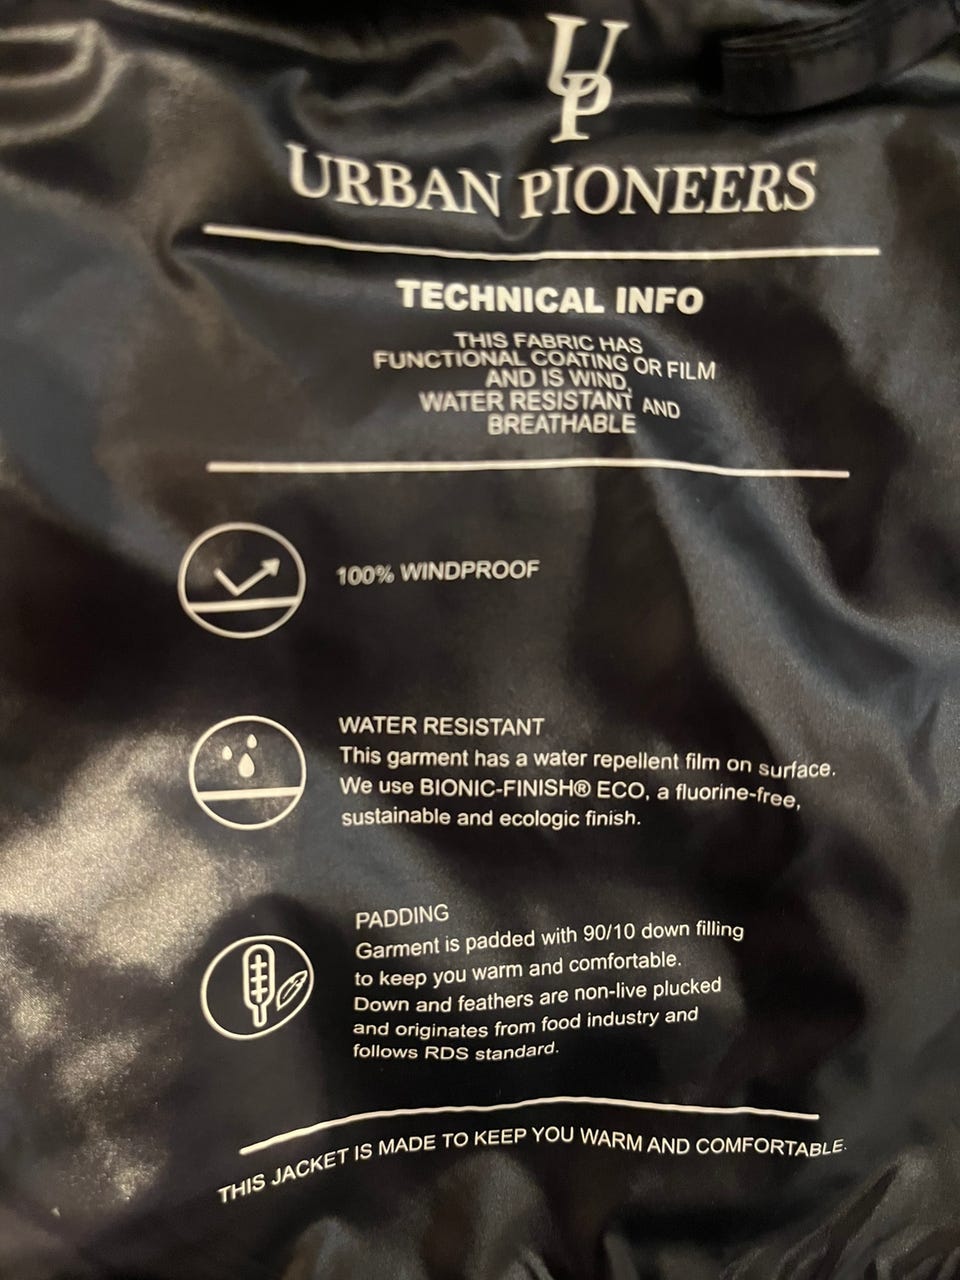 UP
URBAN PIONEERS
TECHNICAL INFO
THIS FABRIC HAS
FUNCTIONAL COATING OR FILM
AND IS WIND,
WATER RESISTANT AND
BREATHABLE
100% WINDPROOF
WATER RESISTANT
This garment has a water repellent film on surface.
We use BIONIC-FINISH® ECO, a fluorine-free,
sustainable and ecologic finish.
PADDING
Garment is padded with 90/10 down filling
to keep you warm and comfortable.
Down and feathers are non-live plucked
and originates from food industry and
follows RDS standard.
THIS JACKET IS MADE TO KEEP YOU WARM AND COMFORTABLE.